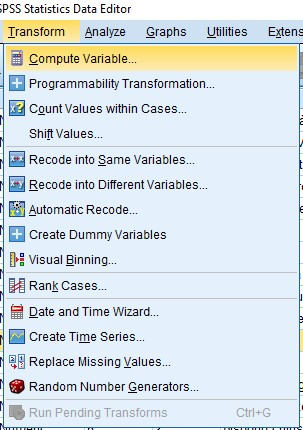 SPSS Statistics Data Editor
Transform Analyze Graphs Utilities Extens
Compute Variable...
Programmability Transformation...
Count Values within Cases...
Shift Values...
Recode into Same Variables...
Recode into Different Variables...
Automatic Recode...
Create Dummy Variables
Visual Binning...
Rank Cases...
Date and Time Wizard...
Create Time Series...
Replace Missing Values...
Random Number Generators...
Run Pending Transforms Ctrl+G